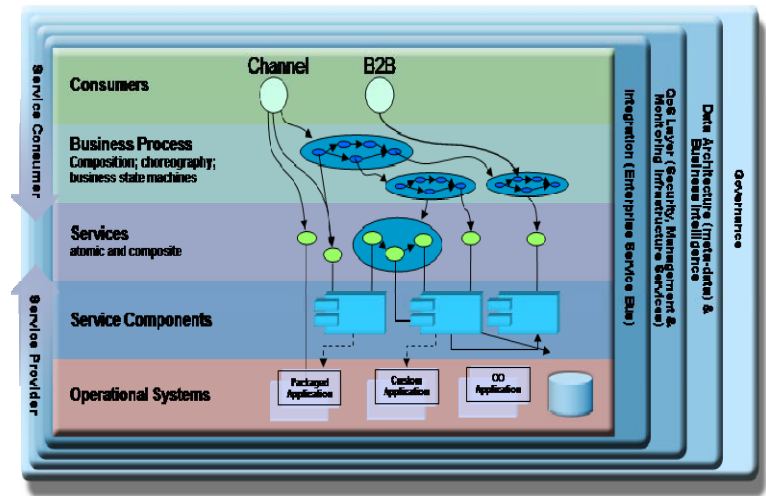 Channel
B2B
Consumers
Business Process
Composition; choreography;
business state machines
Services
atomic and composite
Service Components
Operational Systems
Packaged
Application
Custom
Application
OO
Application
Service Consumer
Service Provider
Integration (Enterprise Service Bus)
QoS Layer (Security, Management &
Monitoring Infrastructure Services)
Data Architecture (meta-data) &
Business Intelligence
Governance